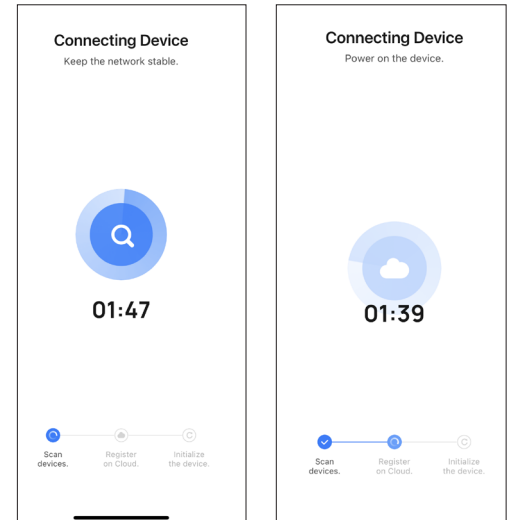 Connecting Device
Keep the network stable.
01:47
Scan
devices.
Register
on Cloud.
Initialize
the device.
Connecting Device
Power on the device.
01:39
Scan
devices.
Register
on Cloud.
Initialize
the device.